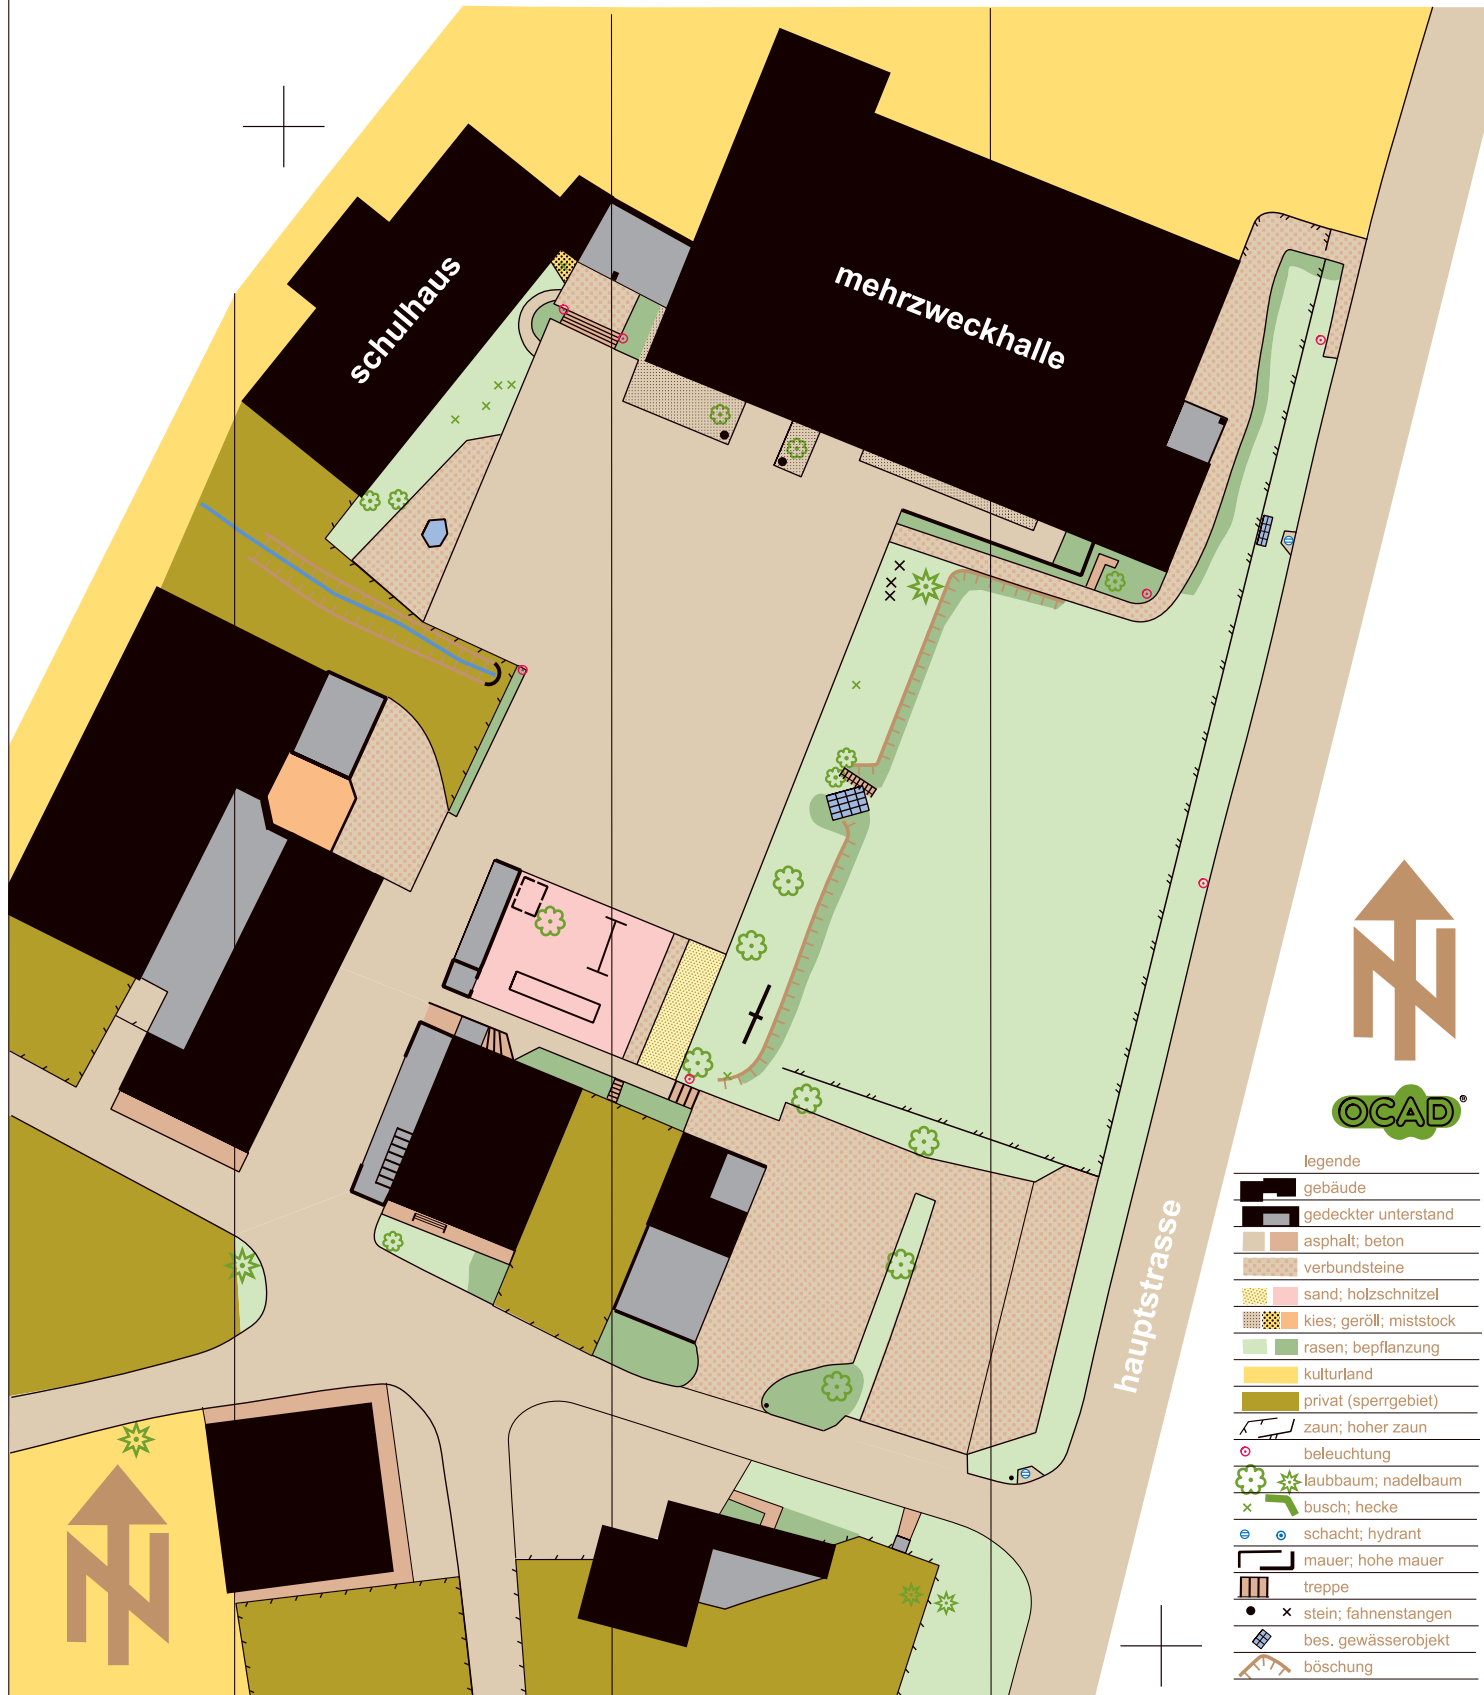 schulhaus
mehrzweckhalle
hauptstrasse
N
OCAD®
legende
gebäude
gedeckter unterstand
asphalt; beton
verbundsteine
sand; holzschnitzel
kies; geröll; miststock
rasen; bepflanzung
kulturland
privat (sperrgebiet)
zaun; hoher zaun
beleuchtung
laubbaum; nadelbaum
busch; hecke
schacht; hydrant
mauer; hohe mauer
treppe
stein; fahnenstangen
bes. gewässerobjekt
böschung
N